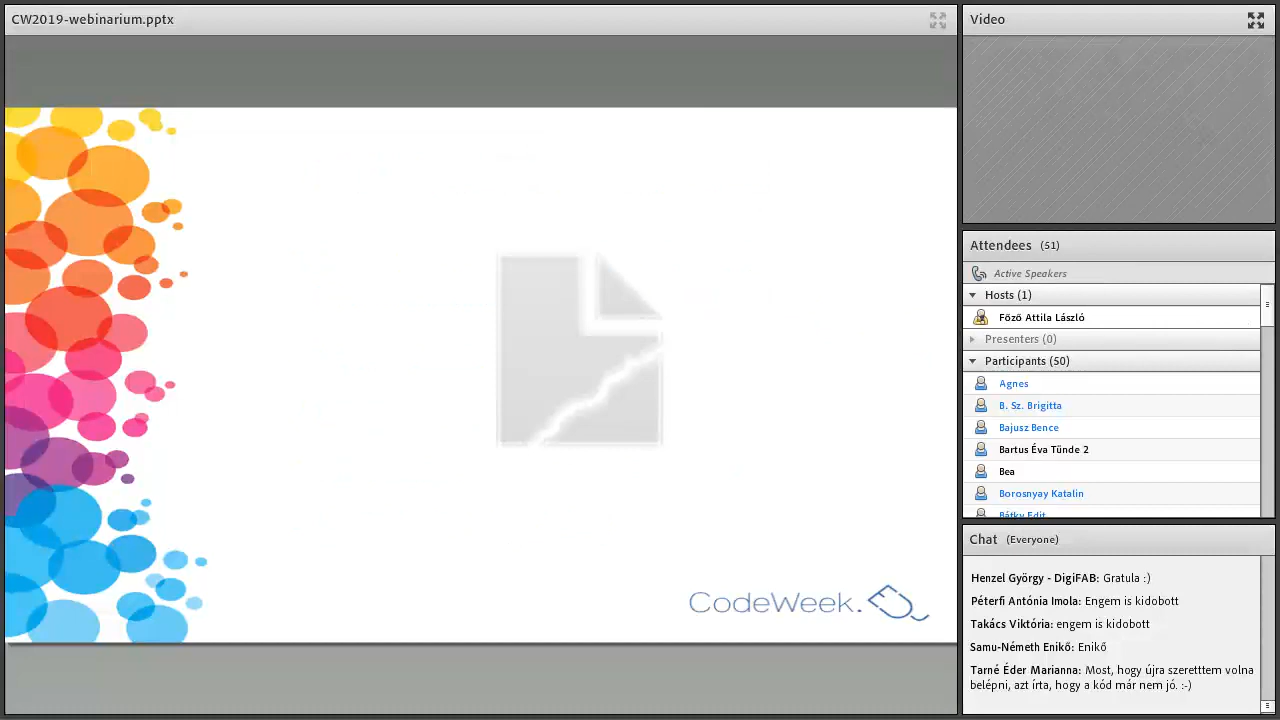 CW2019-webinarium.pptx
CodeWeek.
Video
Attendees (51)
Active Speakers
Hosts (1)
Főző Attila László
Presenters (0)
Participants (50)
Agnes
B. Sz. Brigitta
Bajusz Bence
Bartus Éva Tünde 2
Bea
Borosnyay Katalin
Bátky Edit
Chat (Everyone)
Henzel György - DigiFAB: Gratula :)
Péterfi Antónia Imola: Engem is kidobott
Takács Viktória: engem is kidobott
Samu-Németh Enikő: Enikő
Tarné Éder Marianna: Most, hogy újra szeretttem volna
belépni, azt írta, hogy a kód már nem jó. :-)